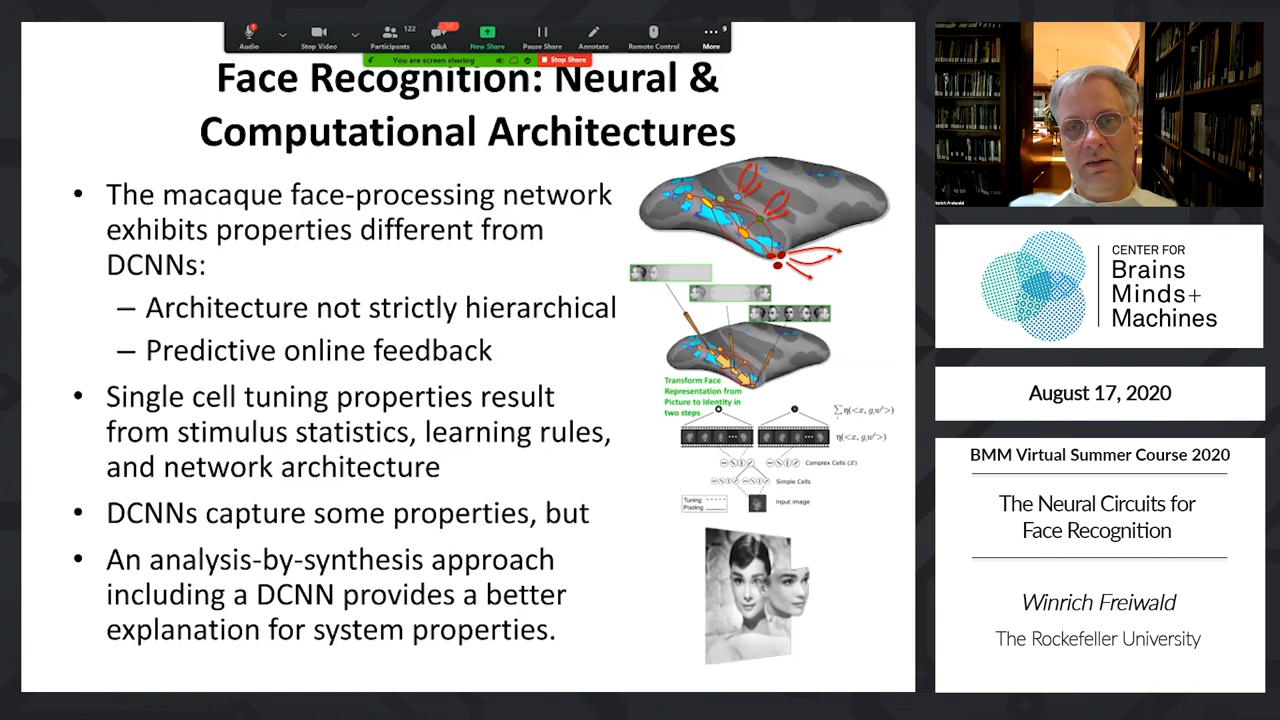 122
9
Audio
Stop Video
Participants
Q&A
New Share
Pause Share
Annotate
Remote Control
More
You are screen sharing
Stop Share
Face Recognition: Neural &
Computational Architectures
• The macaque face-processing network
exhibits properties different from
DCNNs:
– Architecture not strictly hierarchical
– Predictive online feedback
• Single cell tuning properties result
from stimulus statistics, learning rules,
and network architecture
• DCNNs capture some properties, but
• An analysis-by-synthesis approach
including a DCNN provides a better
explanation for system properties.
Transform Face
Representation from
Picture to Identity in
two steps
Complex Cells
Simple Cells
Tuning
Pooling
Input image
Winrich Freiwald
CENTER FOR
Brains
Minds+
Machines
August 17, 2020
BMM Virtual Summer Course 2020
The Neural Circuits for
Face Recognition
Winrich Freiwald
The Rockefeller University